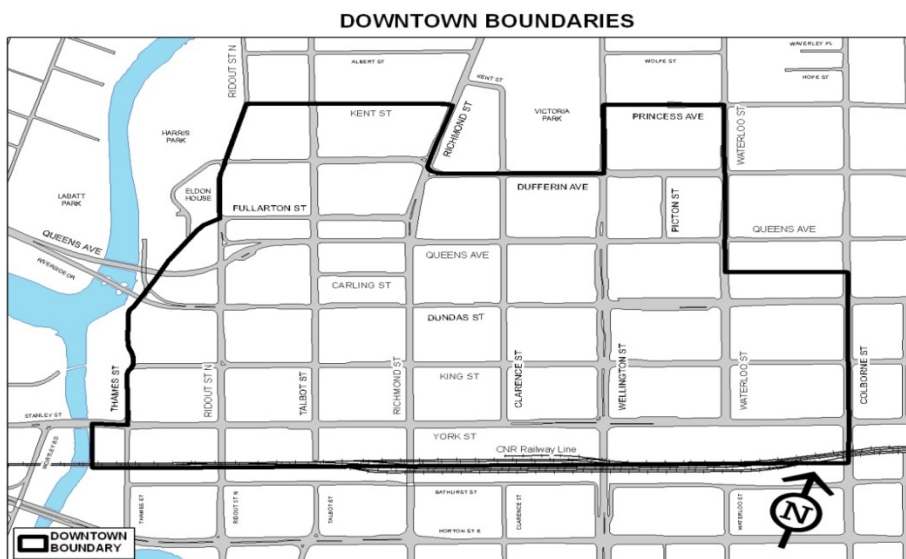 DOWNTOWN BOUNDARIES
WAVERLEY PL
ALBERT ST
WOLFE ST
HOPE ST
KENT ST
RIDOUT ST N
KENT ST
VICTORIA
PARK
PRINCESS AVE
HARRIS
PARK
RICHMOND ST
WATERLOO ST
ELDON
HOUSE
DUFFERIN AVE
LABATT
PARK
FULLARTON ST
PICTON ST
QUEENS AVE
QUEENS AVE
QUEENS AVE
RIVERSIDE DR
CARLING ST
DUNDAS ST
THAMES ST
RIDOUT ST N
TALBOT ST
RICHMOND ST
KING ST
CLARENCE ST
WELLINGTON ST
WATERLOO ST
COLBORNE ST
STANLEY ST
YORK ST
WORTLEY RD
CNR Railway Line
THAMES ST
RIDOUT ST N
TALBOT ST
BATHURST ST
CLARENCE ST
WATERLOO ST
HORTON ST E
N
DOWNTOWN
BOUNDARY